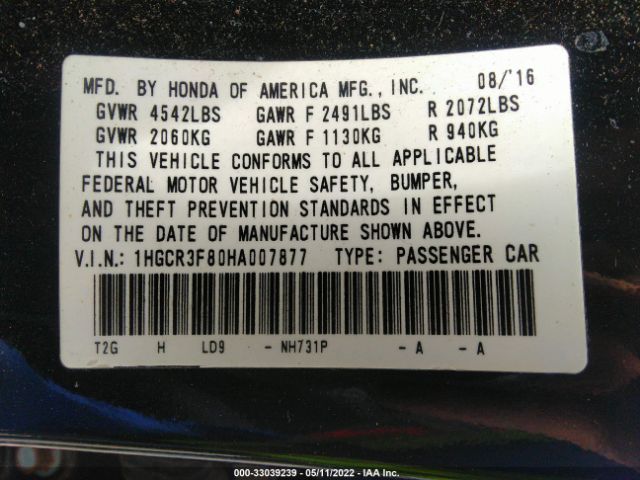 MFD. BY HONDA OF AMERICA MFG., INC. 08/'16
GVWR 4542LBS GAWR F 2491LBS R 2072LBS
GVWR 2060KG GAWR F 1130KG R 940KG
THIS VEHICLE CONFORMS TO ALL APPLICABLE
FEDERAL MOTOR VEHICLE SAFETY, BUMPER,
AND THEFT PREVENTION STANDARDS IN EFFECT
ON THE DATE OF MANUFACTURE SHOWN ABOVE.
V.I.N.: 1HGCR3F80HA007877 TYPE: PASSENGER CAR
T2G H LD9 - NH731P - A - A
000-33039239 - 05/11/2022 - IAA Inc.